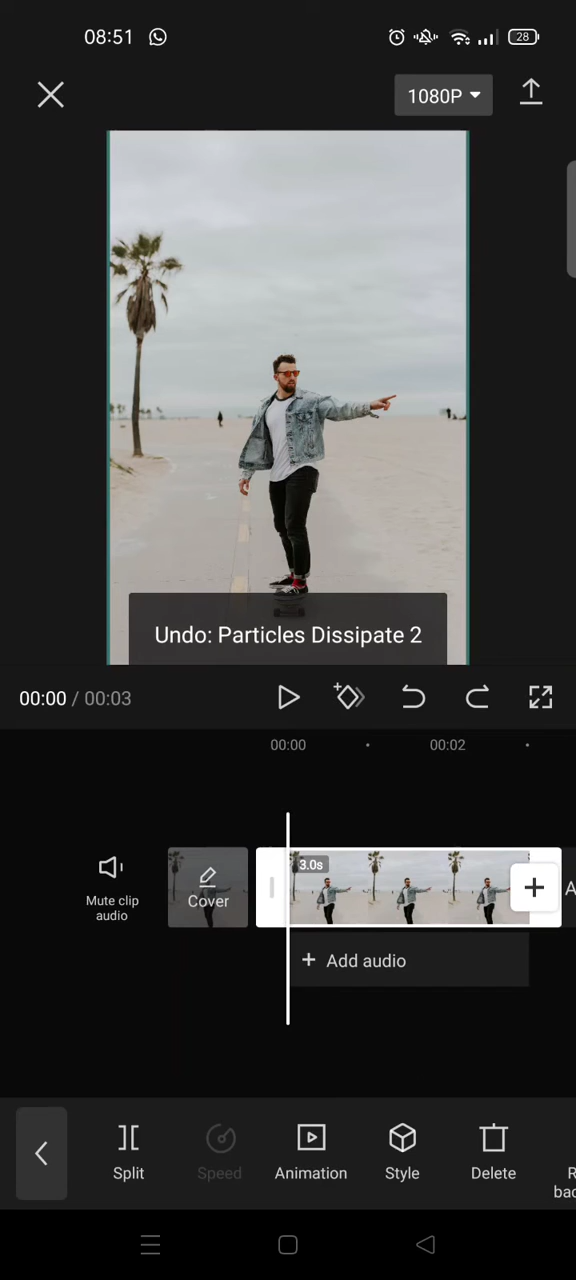 08:51
28
1080P
Undo: Particles Dissipate 2
00:00 / 00:03
00:00
00:02
3.0s
Mute clip
audio
Cover
A
+ Add audio
Split
Speed
Animation
Style
Delete
R
bac